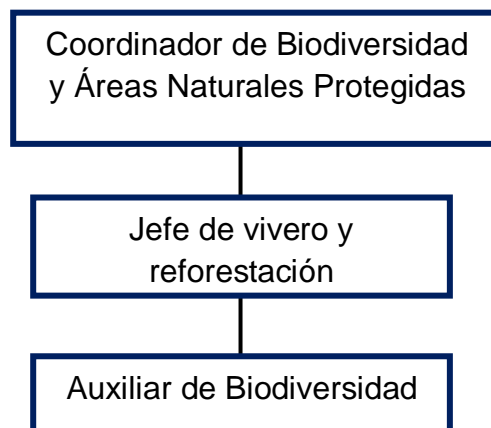 Coordinador de Biodiversidad
y Áreas Naturales Protegidas
Jefe de vivero y
reforestación
Auxiliar de Biodiversidad